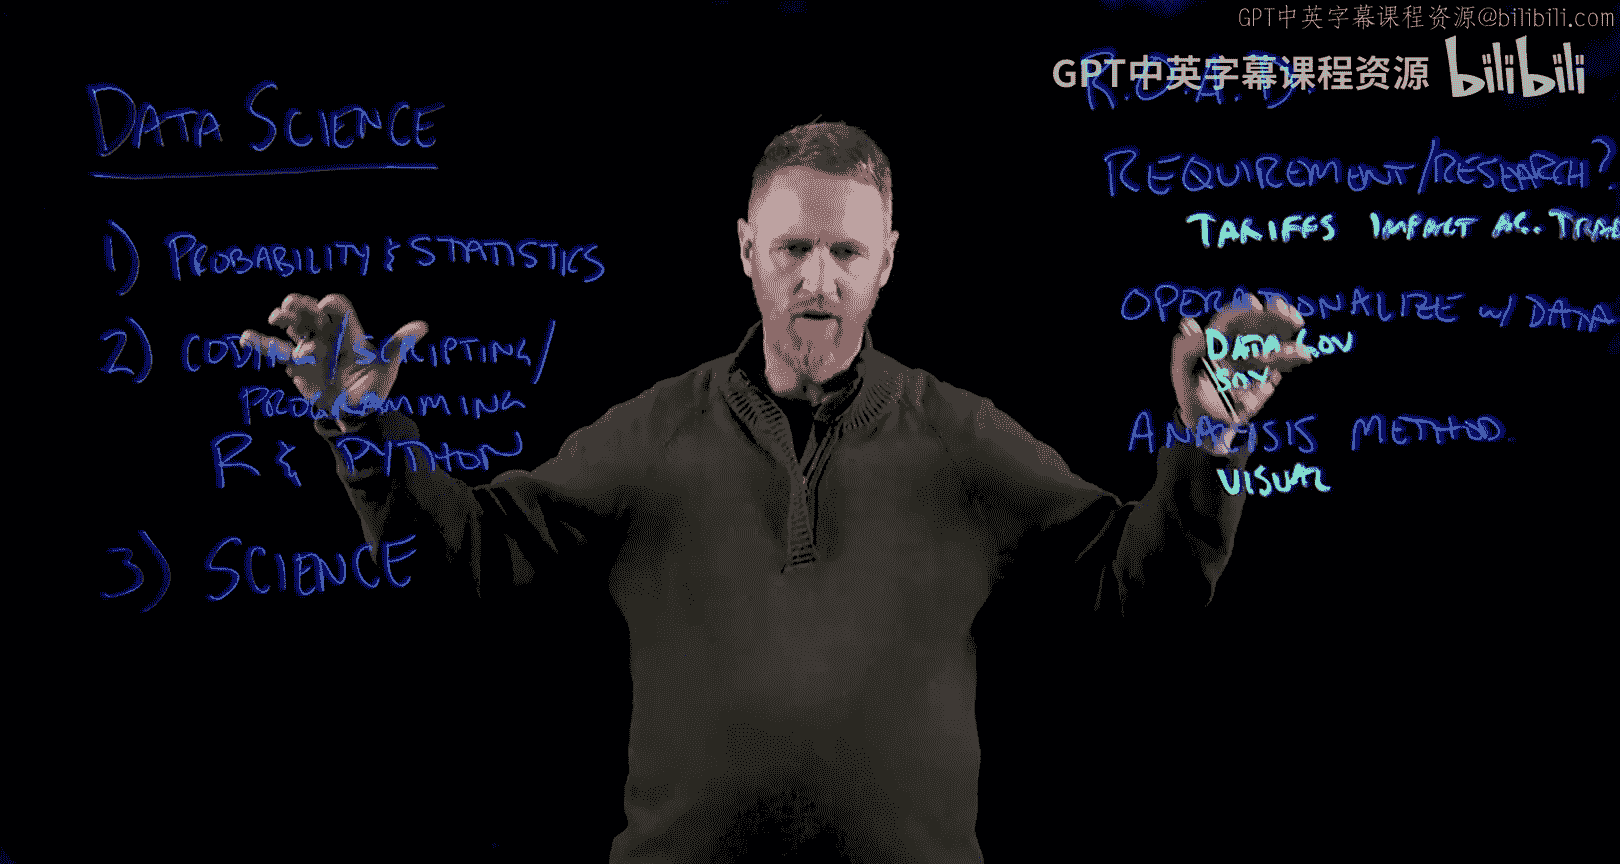 GPT中英字幕课程资源@bilibili.com
GPT中英字幕课程资源 bilibili
DATA SCIENCE
1) PROBABILITY & STATISTICS
2) CODING/SCRIPTING/
PROGRAMMING
R & PYTHON
3) SCIENCE
R.O.A.D.
REQUIREMENT/RESEARCH?
TARIFFS IMPACT AG. TRAD
OPERATIONALIZE w/ DATA
DATA.GOV
SOY
ANALYSIS METHOD.
VISUAL